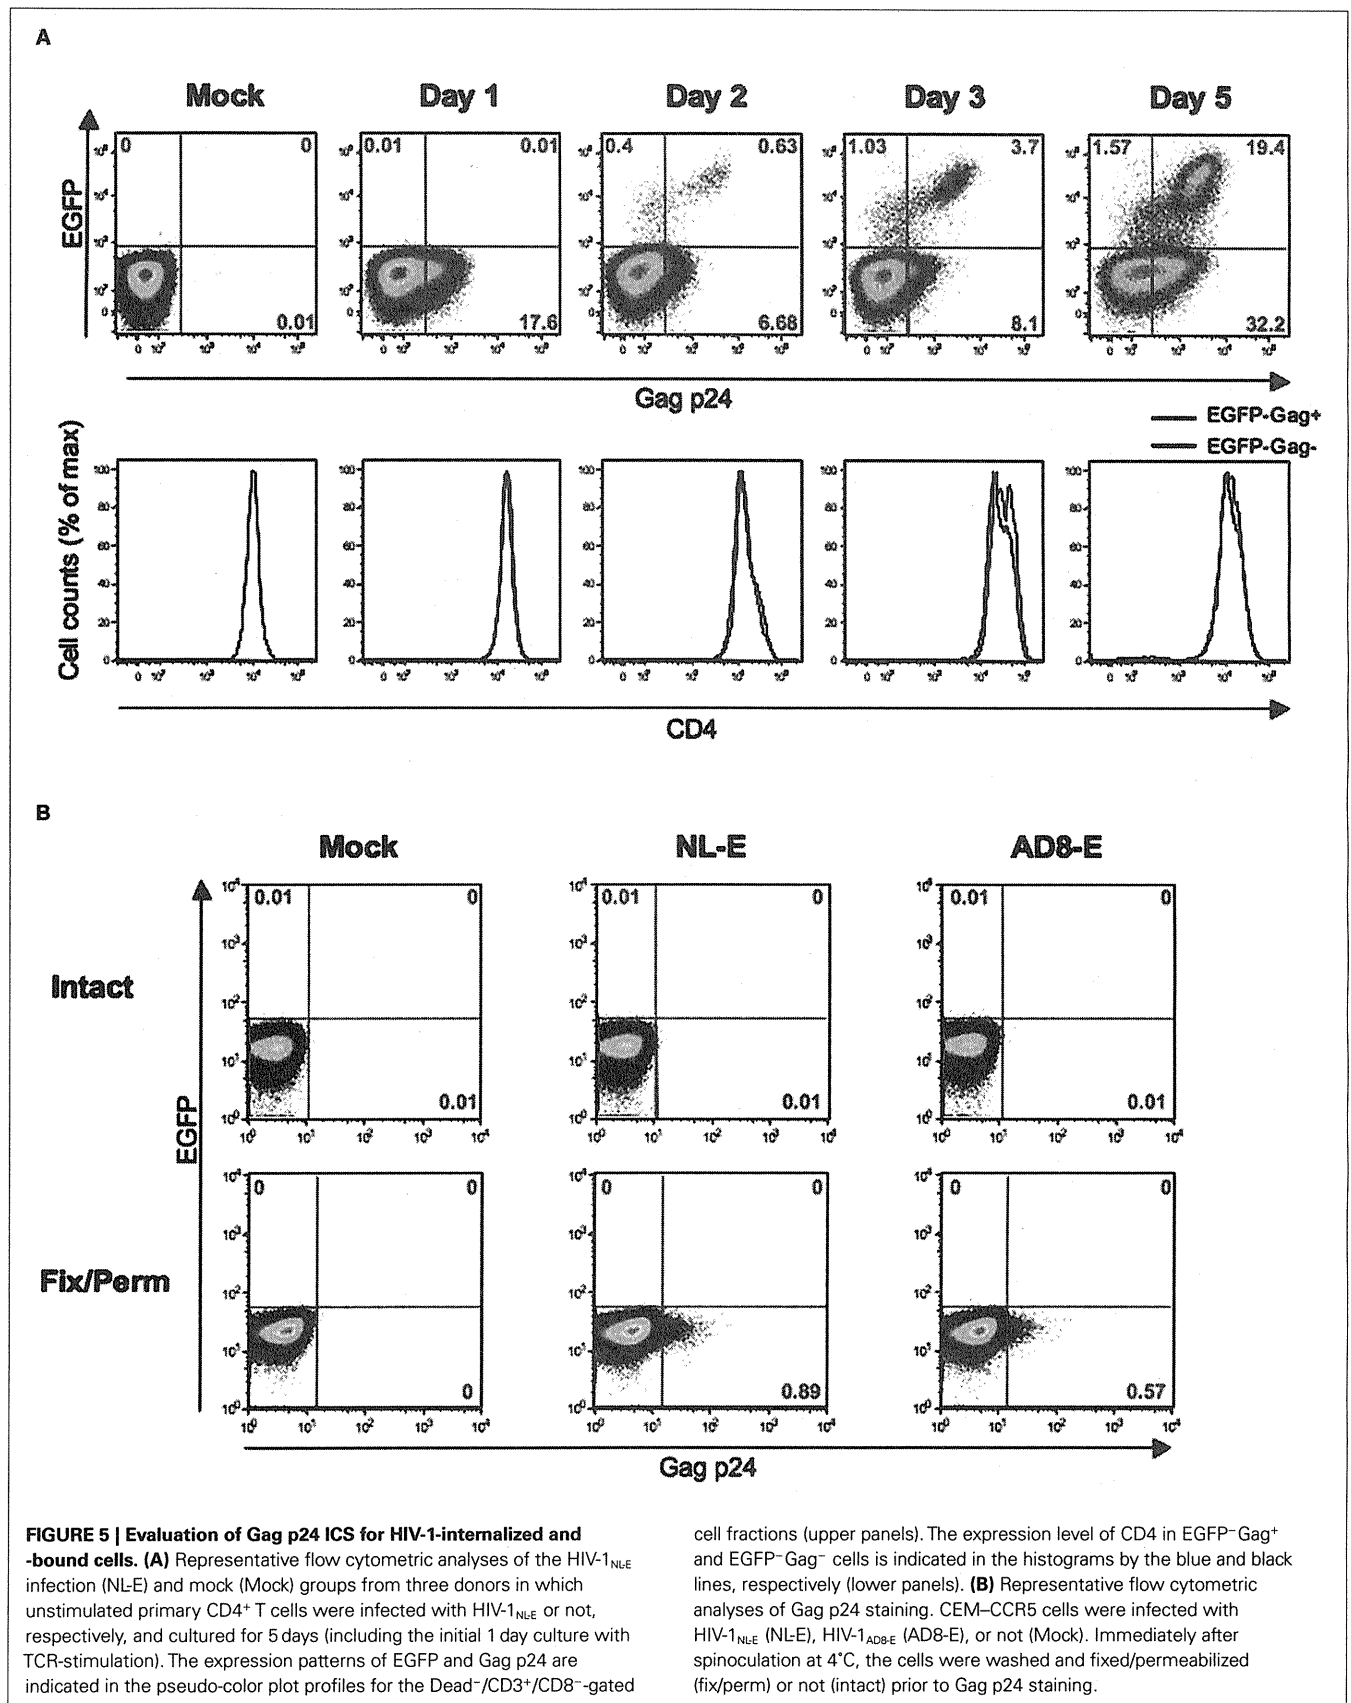 A
Mock
Day 1
Day 2
Day 3
Day 5
EGFP
0 0
0.01
0.01 0.01
17.6
0.4 0.63
6.68
1.03 3.7
8.1
1.57 19.4
32.2
Gag p24
EGFP-Gag+
EGFP-Gag-
Cell counts (% of max)
100
80
60
40
20
0
CD4
B
Mock
NL-E
AD8-E
Intact
Fix/Perm
EGFP
0.01 0
0.01
0.01 0
0.01
0.01 0
0.01
0 0
0
0 0
0.89
0 0
0.57
10⁰ 10¹ 10² 10³ 10⁴
Gag p24
FIGURE 5 | Evaluation of Gag p24 ICS for HIV-1-internalized and
-bound cells. (A) Representative flow cytometric analyses of the HIV-1NL-E
infection (NL-E) and mock (Mock) groups from three donors in which
unstimulated primary CD4⁺ T cells were infected with HIV-1NL-E or not,
respectively, and cultured for 5 days (including the initial 1 day culture with
TCR-stimulation). The expression patterns of EGFP and Gag p24 are
indicated in the pseudo-color plot profiles for the Dead⁻/CD3⁺/CD8⁻-gated
cell fractions (upper panels). The expression level of CD4 in EGFP⁻Gag⁺
and EGFP⁻Gag⁻ cells is indicated in the histograms by the blue and black
lines, respectively (lower panels). (B) Representative flow cytometric
analyses of Gag p24 staining. CEM–CCR5 cells were infected with
HIV-1NL-E (NL-E), HIV-1AD8-E (AD8-E), or not (Mock). Immediately after
spinoculation at 4°C, the cells were washed and fixed/permeabilized
(fix/perm) or not (intact) prior to Gag p24 staining.